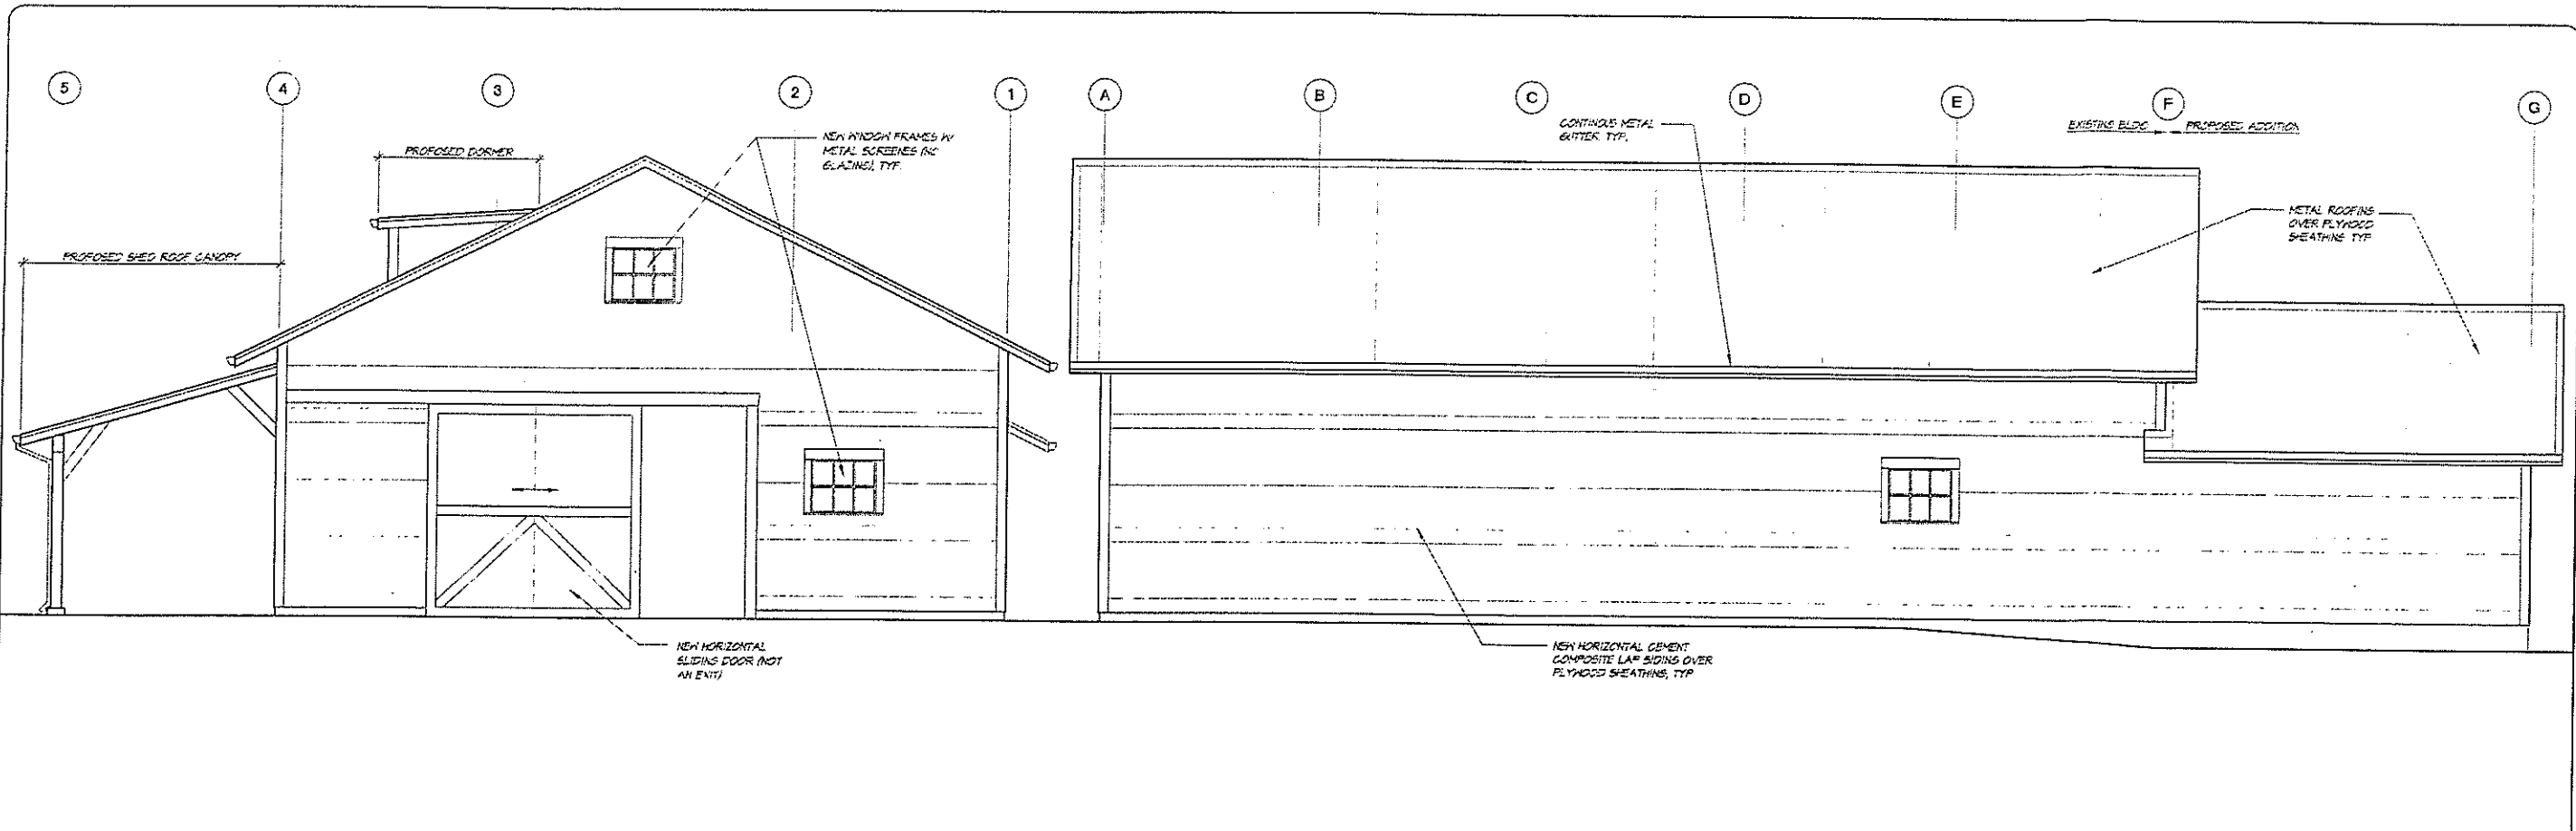 5
4
3
2
1
A
B
C
D
E
F
G
PROPOSED DORMER
PROPOSED SHED ROOF CANOPY
NEW WINDOW FRAMES W/
METAL SCREENES (NO
GLAZING), TYP.
CONTINOUS METAL
GUTTER TYP.
EXISTING BLDG
PROPOSED ADDITION
METAL ROOFING
OVER PLYWOOD
SHEATHING TYP
NEW HORIZONTAL
SLIDING DOOR (NOT
AN EXIT)
NEW HORIZONTAL CEMENT
COMPOSITE LAP SIDING OVER
PLYWOOD SHEATHING, TYP